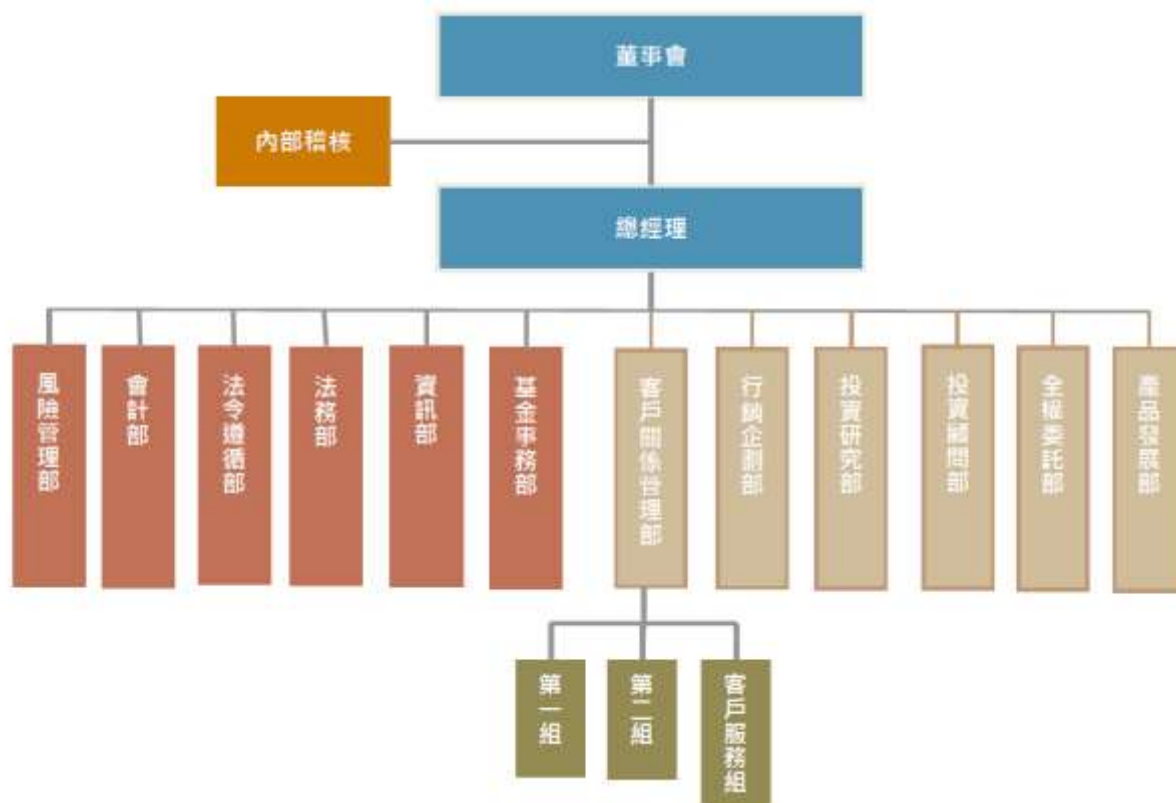 董事會
內部稽核
總經理
風險管理部
會計部
法令遵循部
法務部
資訊部
基金事務部
客戶關係管理部
行銷企劃部
投資研究部
投資顧問部
全權委託部
產品發展部
第一組
第二組
客戶服務組